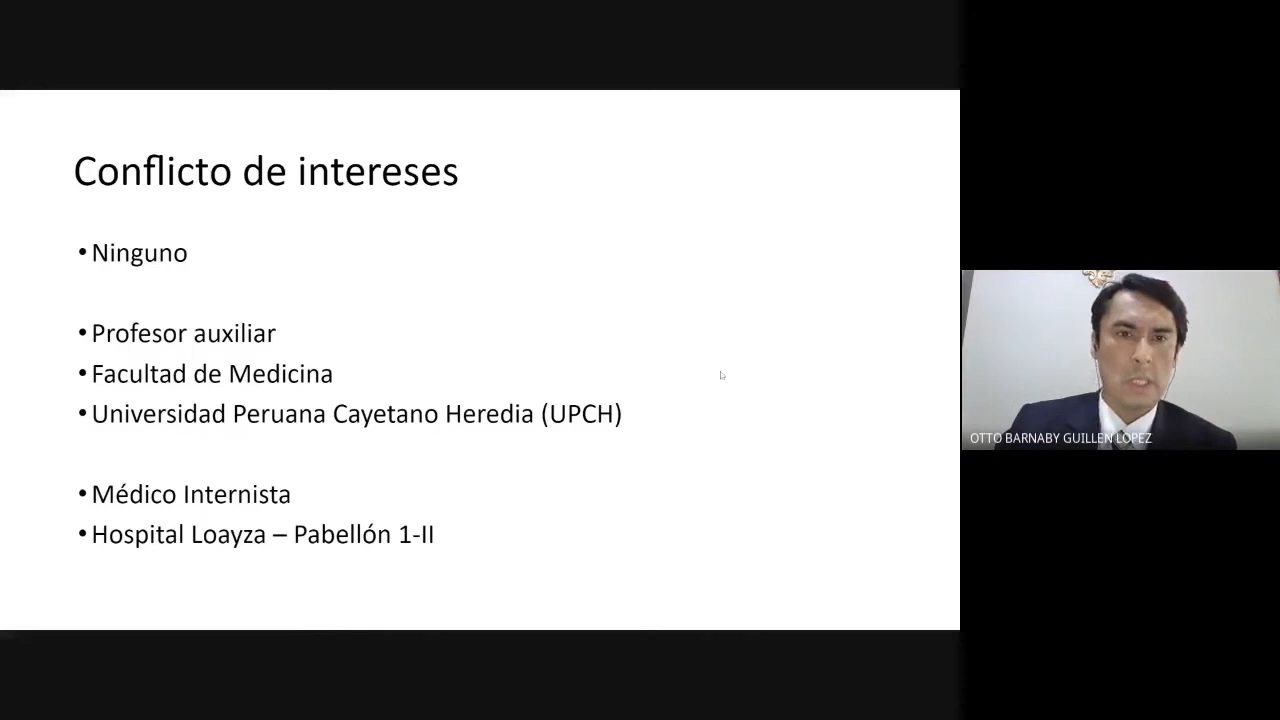 Conflicto de intereses
• Ninguno
• Profesor auxiliar
• Facultad de Medicina
• Universidad Peruana Cayetano Heredia (UPCH)
• Médico Internista
• Hospital Loayza – Pabellón 1-II
OTTO BARNABY GUILLEN LOPEZ